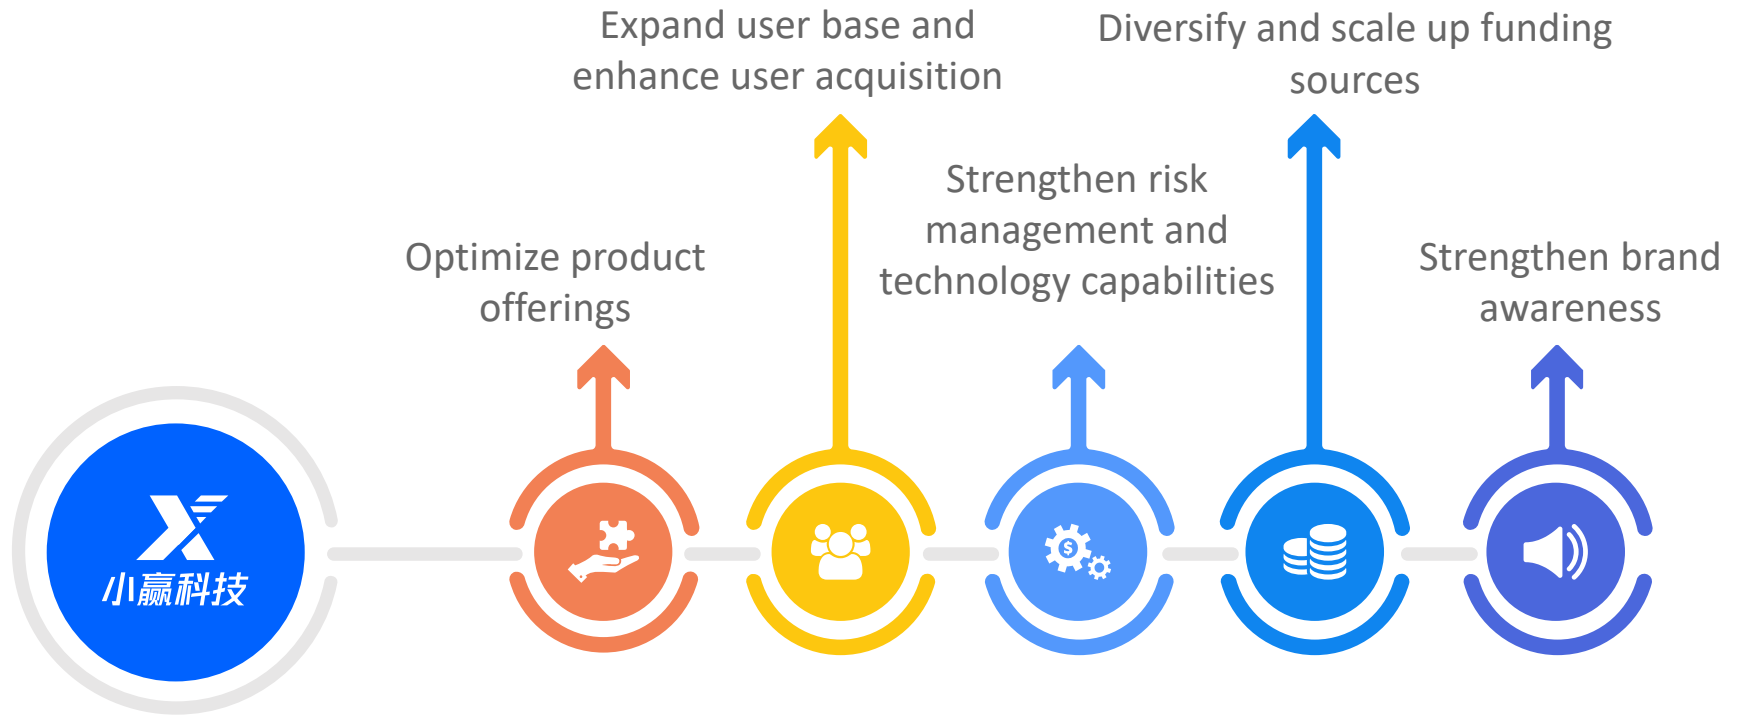 Expand user base and
enhance user acquisition
Diversify and scale up funding
sources
Strengthen risk
management and
technology capabilities
Optimize product
offerings
Strengthen brand
awareness
小赢科技
$